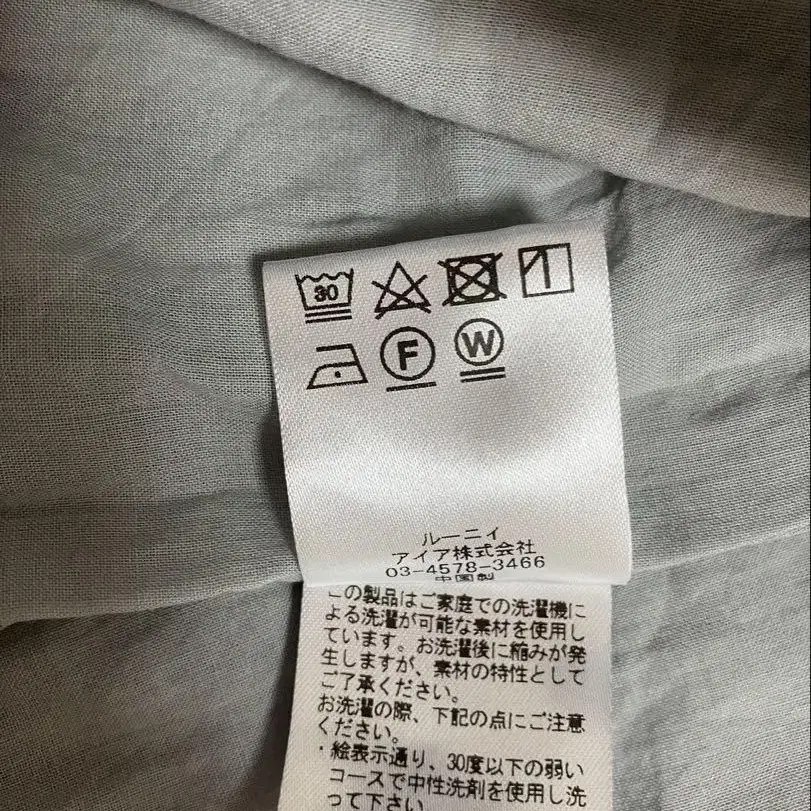 30
F
W
ルーニィ
アイア株式会社
03-4578-3466
中国製
この製品はご家庭での洗濯機に
よる洗濯が可能な素材を使用し
ています。お洗濯後に縮みが発
生しますが、素材の特性として
ご了承ください。
お洗濯の際、下記の点にご注意
ください。
・絵表示通り、30度以下の弱い
コースで中性洗剤を使用し洗
って下さい